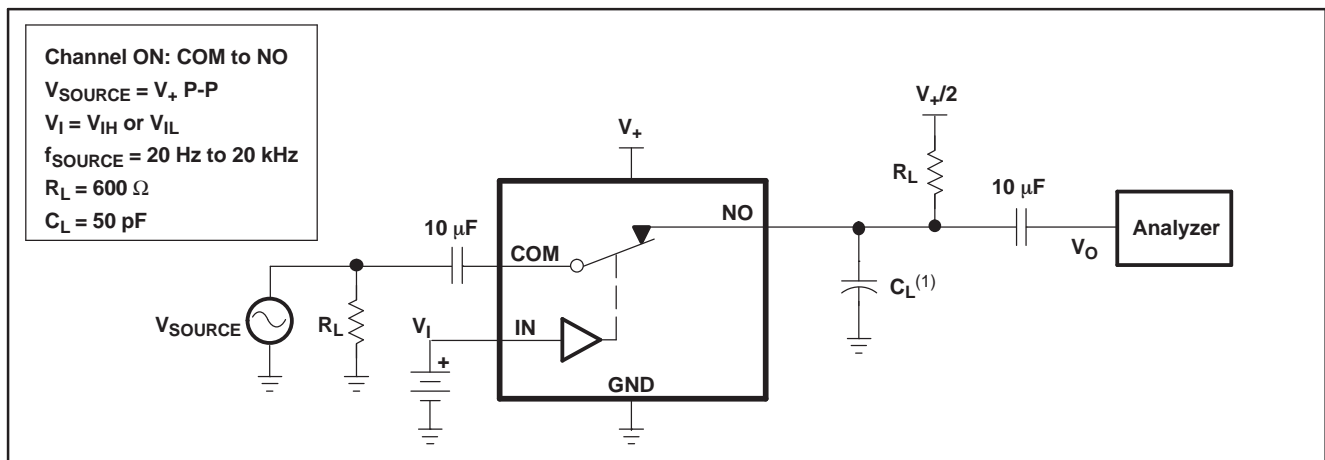 Channel ON: COM to NO
VSOURCE = V+ P-P
VI = VIH or VIL
fSOURCE = 20 Hz to 20 kHz
RL = 600 Ω
CL = 50 pF
V+/2
V+
RL
10 μF
NO
Analyzer
10 μF
COM
VO
CL(1)
VSOURCE
RL
VI
IN
+
GND